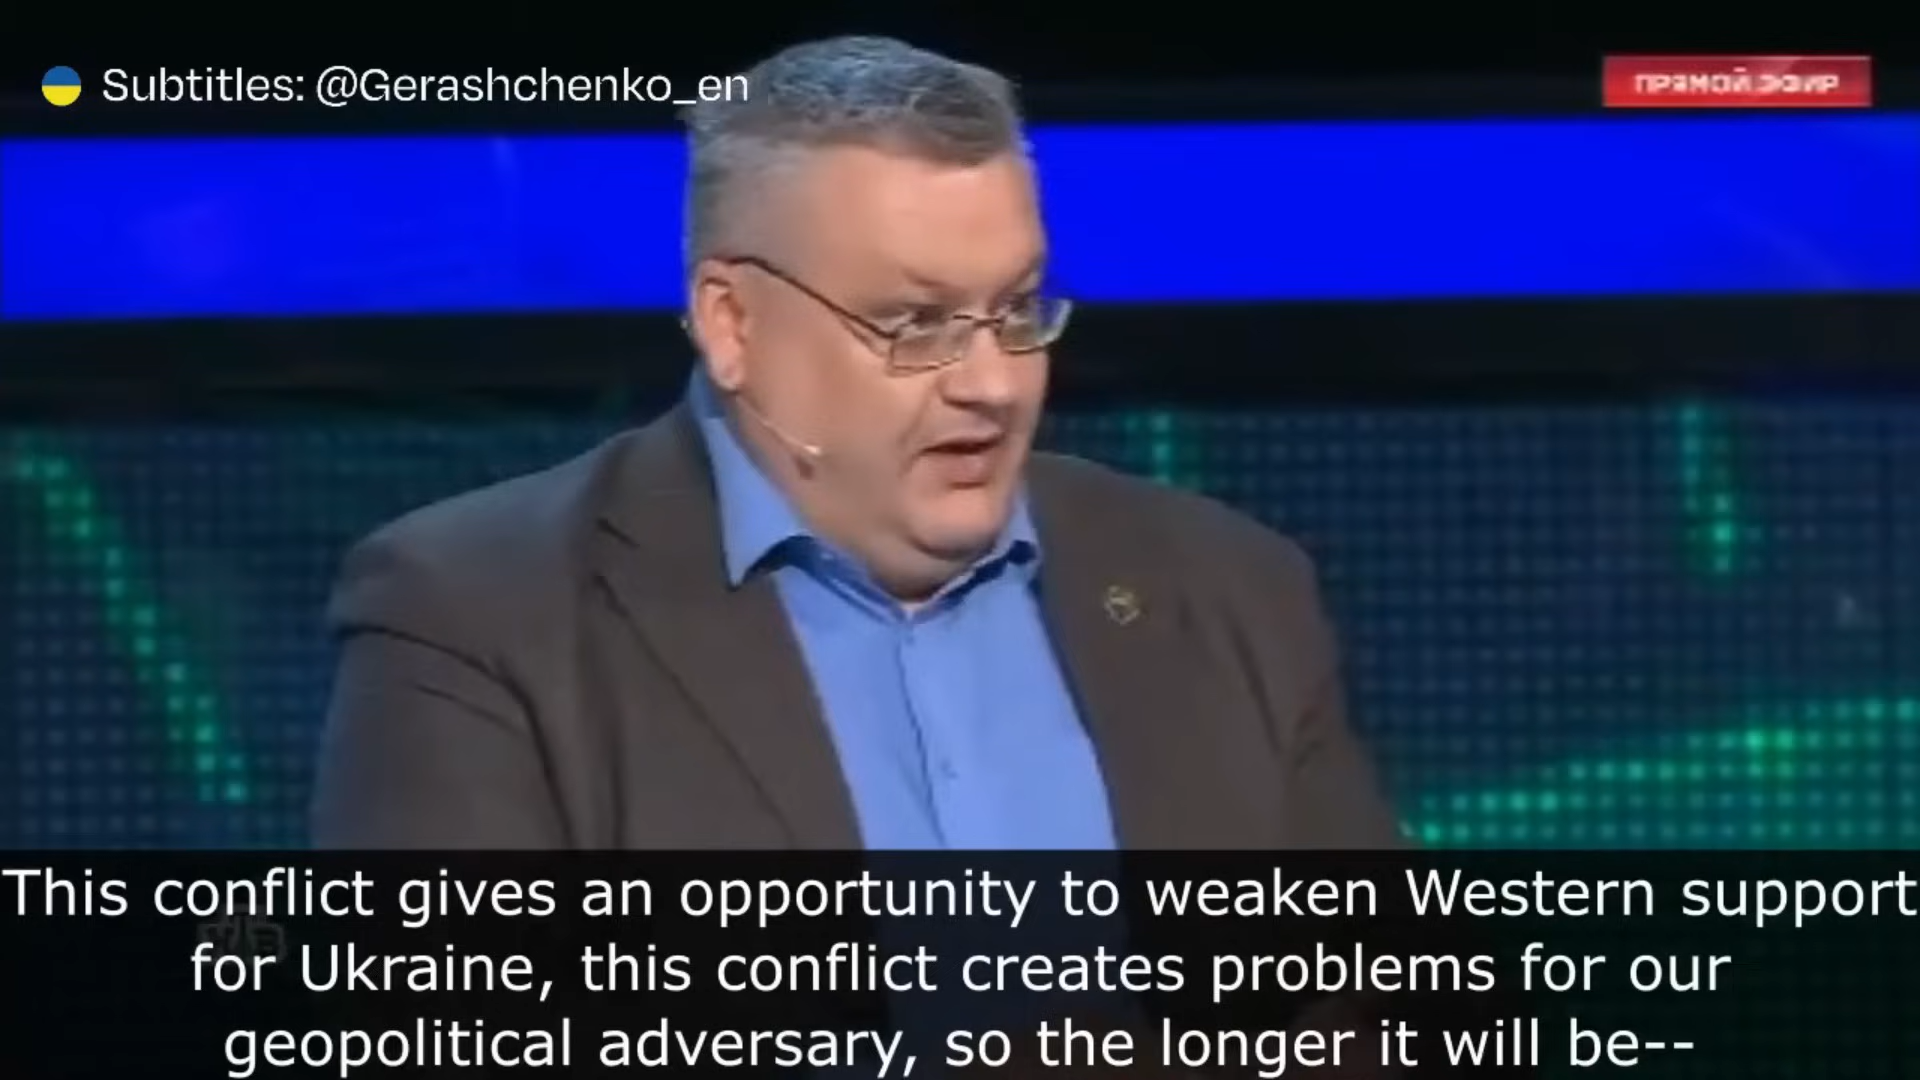 Subtitles: @Gerashchenko_en
ПРЯМОЙ ЭФИР
This conflict gives an opportunity to weaken Western support
for Ukraine, this conflict creates problems for our
geopolitical adversary, so the longer it will be--